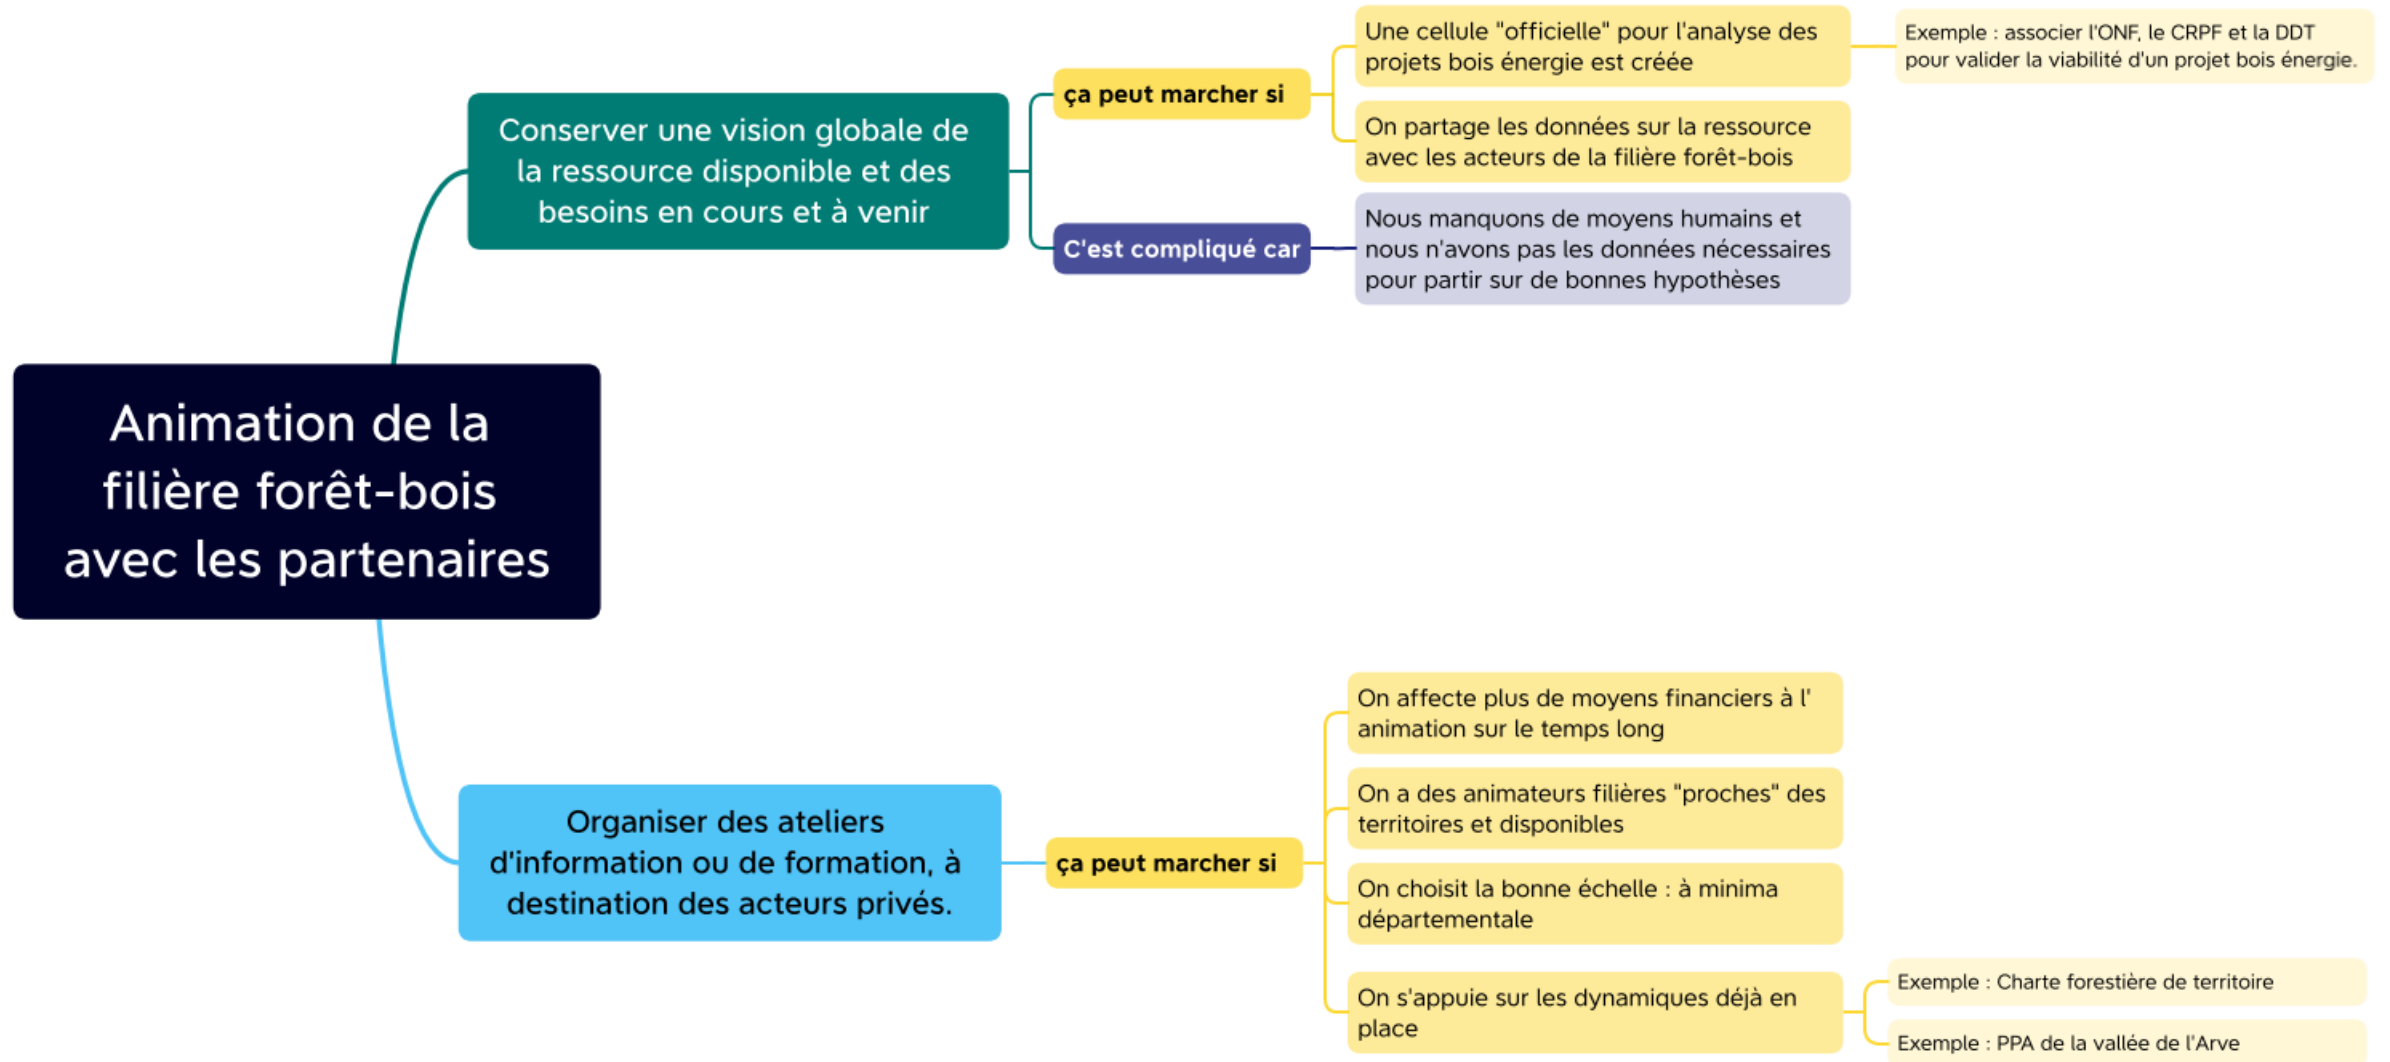 Animation de la
filière forêt-bois
avec les partenaires
Conserver une vision globale de
la ressource disponible et des
besoins en cours et à venir
ça peut marcher si
Une cellule "officielle" pour l'analyse des
projets bois énergie est créée
Exemple : associer l'ONF, le CRPF et la DDT
pour valider la viabilité d'un projet bois énergie.
On partage les données sur la ressource
avec les acteurs de la filière forêt-bois
C'est compliqué car
Nous manquons de moyens humains et
nous n'avons pas les données nécessaires
pour partir sur de bonnes hypothèses
Organiser des ateliers
d'information ou de formation, à
destination des acteurs privés.
ça peut marcher si
On affecte plus de moyens financiers à l'
animation sur le temps long
On a des animateurs filières "proches" des
territoires et disponibles
On choisit la bonne échelle : à minima
départementale
On s'appuie sur les dynamiques déjà en
place
Exemple : Charte forestière de territoire
Exemple : PPA de la vallée de l'Arve